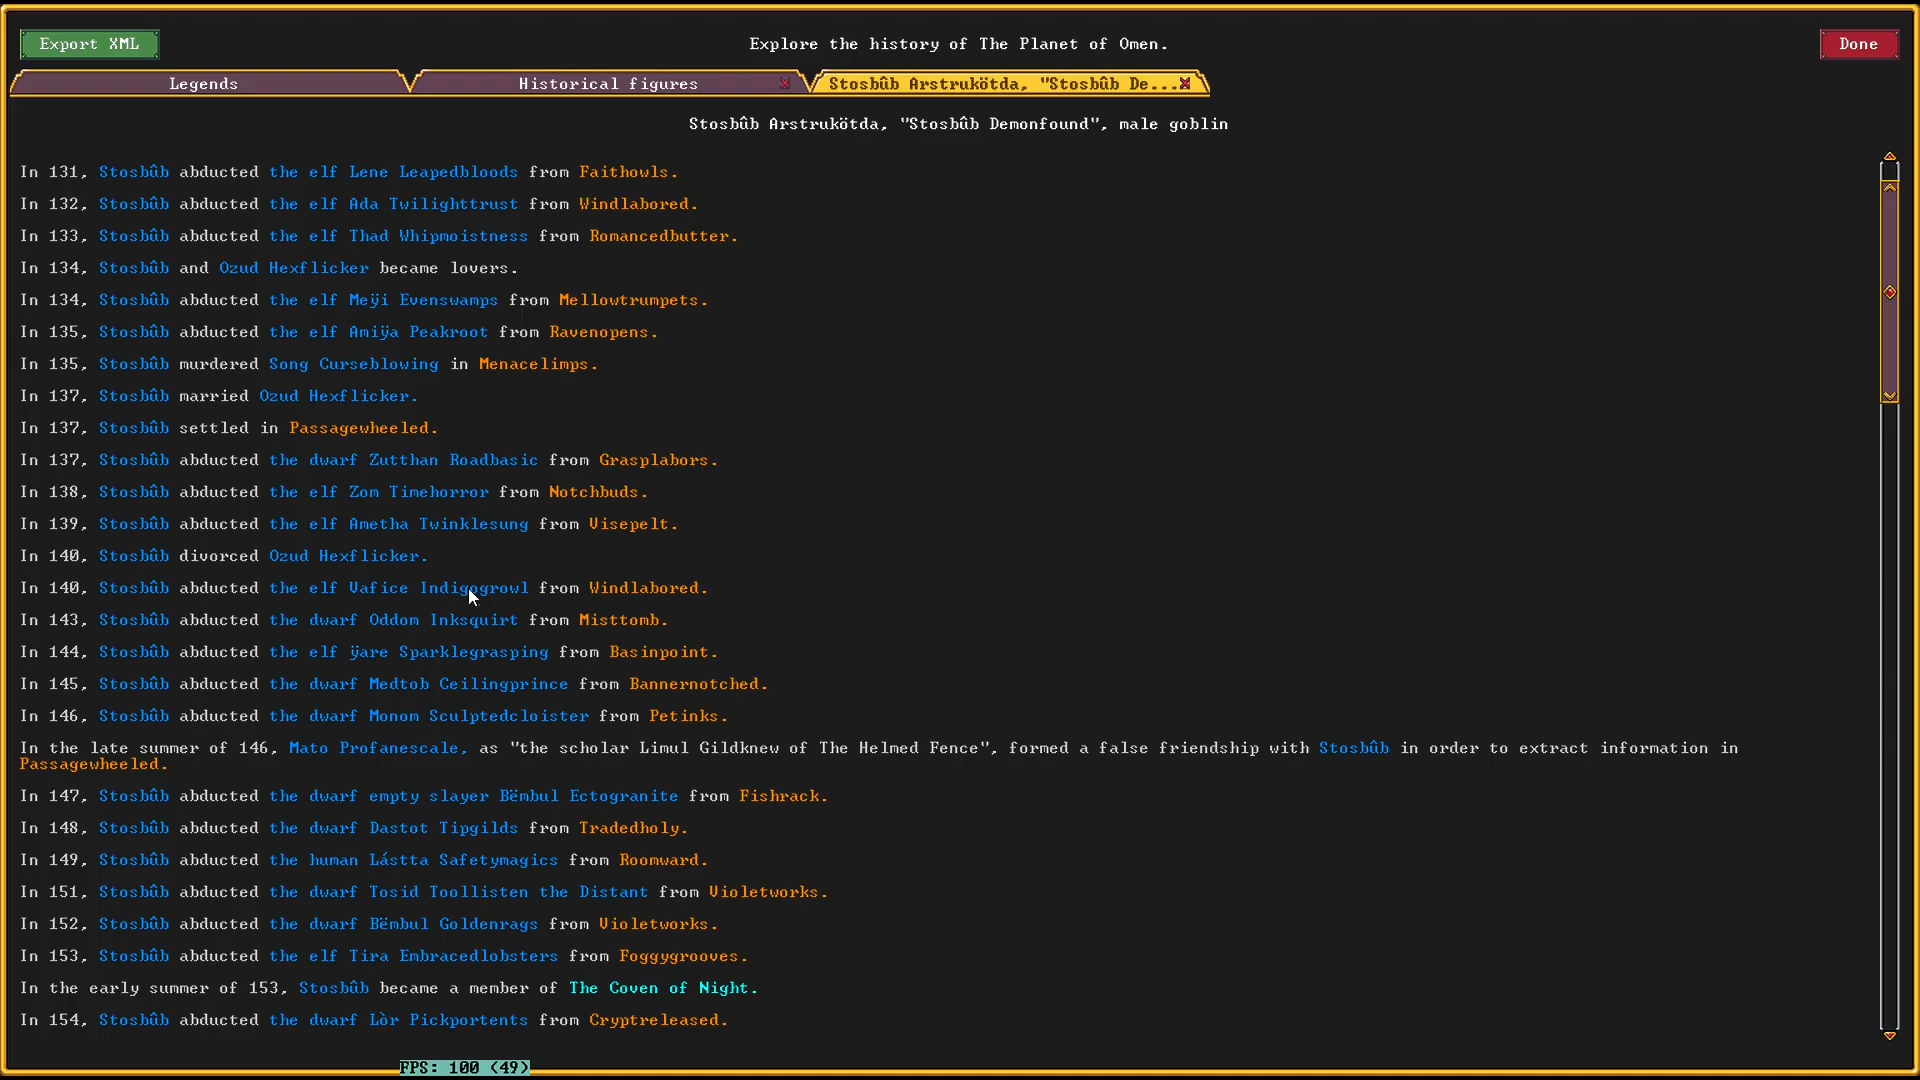 Export XML
Explore the history of The Planet of Omen.
Done
Legends
Historical figures
Stosbûb Arstrukötda, "Stosbûb De...
Stosbûb Arstrukötda, "Stosbûb Demonfound", male goblin
In 131, Stosbûb abducted the elf Lene Leapedbloods from Faithowls.
In 132, Stosbûb abducted the elf Ada Twilighttrust from Windlabored.
In 133, Stosbûb abducted the elf Thad Whipmoistness from Romancedbutter.
In 134, Stosbûb and Ozud Hexflicker became lovers.
In 134, Stosbûb abducted the elf Meÿi Evenswamps from Mellowtrumpets.
In 135, Stosbûb abducted the elf Amiÿa Peakroot from Ravenopens.
In 135, Stosbûb murdered Song Curseblowing in Menacelimps.
In 137, Stosbûb married Ozud Hexflicker.
In 137, Stosbûb settled in Passagewheeled.
In 137, Stosbûb abducted the dwarf Zutthan Roadbasic from Grasplabors.
In 138, Stosbûb abducted the elf Zom Timehorror from Notchbuds.
In 139, Stosbûb abducted the elf Ametha Twinklesung from Visepelt.
In 140, Stosbûb divorced Ozud Hexflicker.
In 140, Stosbûb abducted the elf Vafice Indigogrowl from Windlabored.
In 143, Stosbûb abducted the dwarf Oddom Inksquirt from Misttomb.
In 144, Stosbûb abducted the elf ÿare Sparklegrasping from Basinpoint.
In 145, Stosbûb abducted the dwarf Medtob Ceilingprince from Bannernotched.
In 146, Stosbûb abducted the dwarf Monom Sculptedcloister from Petinks.
In the late summer of 146, Mato Profanescale, as "the scholar Limul Gildknew of The Helmed Fence", formed a false friendship with Stosbûb in order to extract information in
Passagewheeled.
In 147, Stosbûb abducted the dwarf empty slayer Bëmbul Ectogranite from Fishrack.
In 148, Stosbûb abducted the dwarf Dastot Tipgilds from Tradedholy.
In 149, Stosbûb abducted the human Lástta Safetymagics from Roomward.
In 151, Stosbûb abducted the dwarf Tosid Toollisten the Distant from Violetworks.
In 152, Stosbûb abducted the dwarf Bëmbul Goldenrags from Violetworks.
In 153, Stosbûb abducted the elf Tira Embracedlobsters from Foggygrooves.
In the early summer of 153, Stosbûb became a member of The Coven of Night.
In 154, Stosbûb abducted the dwarf Lòr Pickportents from Cryptreleased.
FPS: 100 (49)